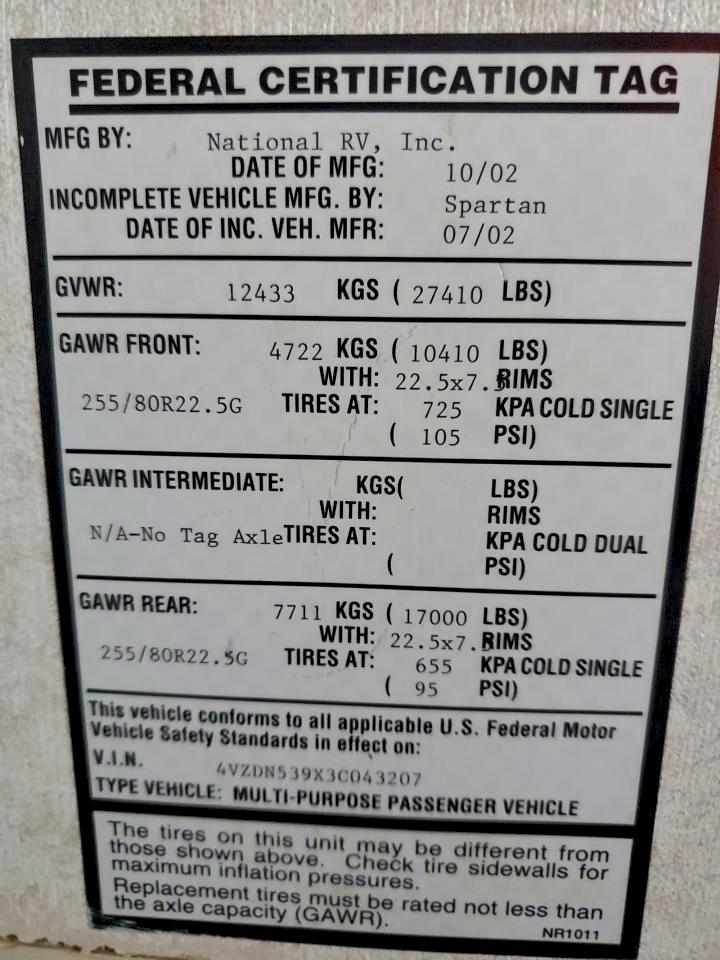 FEDERAL CERTIFICATION TAG
MFG BY: National RV, Inc.
DATE OF MFG: 10/02
INCOMPLETE VEHICLE MFG. BY: Spartan
DATE OF INC. VEH. MFR: 07/02
GVWR: 12433 KGS ( 27410 LBS)
GAWR FRONT: 4722 KGS ( 10410 LBS)
WITH: 22.5x7.5 RIMS
255/80R22.5G TIRES AT: 725 KPA COLD SINGLE
( 105 PSI)
GAWR INTERMEDIATE: KGS( LBS)
WITH: RIMS
N/A-No Tag Axle TIRES AT: KPA COLD DUAL
( PSI)
GAWR REAR: 7711 KGS ( 17000 LBS)
WITH: 22.5x7.5 RIMS
255/80R22.5G TIRES AT: 655 KPA COLD SINGLE
( 95 PSI)
This vehicle conforms to all applicable U.S. Federal Motor
Vehicle Safety Standards in effect on:
V.I.N. 4VZDN539X3C043207
TYPE VEHICLE: MULTI-PURPOSE PASSENGER VEHICLE
The tires on this unit may be different from
those shown above. Check tire sidewalls for
maximum inflation pressures.
Replacement tires must be rated not less than
the axle capacity (GAWR).
NR1011